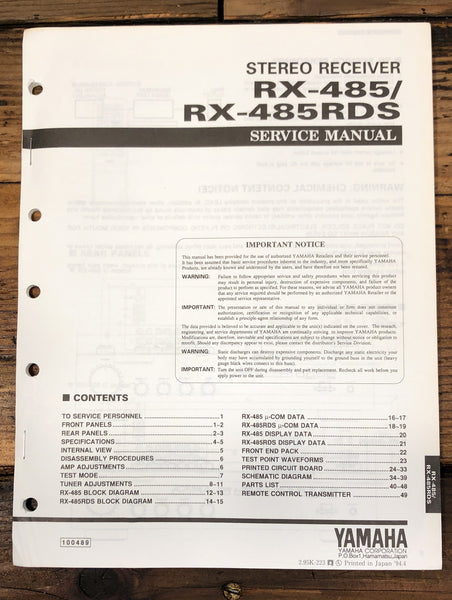 STEREO RECEIVER
RX-485/
RX-485RDS
SERVICE MANUAL
IMPORTANT NOTICE
This manual has been provided for the use of authorized YAMAHA Retailers and their service personnel.
It has been assumed that basic service procedures inherent to the industry, and more specifically YAMAHA
Products, are already known and understood by the users, and have therefore not been restated.
WARNING: Failure to follow appropriate service and safety procedures when servicing this product
may result in personal injury, destruction of expensive components, and failure of the
product to perform as specified. For these reasons, we advise all YAMAHA product owners
that any service required should be performed by an authorized YAMAHA Retailer or the
appointed service representative.
IMPORTANT: The presentation or sale of this manual to any individual or firm does not constitute
authorization, certification or recognition of any applicable technical capabilities, or
establish a principle-agent relationship of any form.
The data provided is believed to be accurate and applicable to the unit(s) indicated on the cover. The research,
engineering, and service departments of YAMAHA are continually striving to improve YAMAHA products.
Modifications are, therefore, inevitable and specifications are subject to change without notice or obligation to
retrofit. Should any discrepancy appear to exist, please contact the distributor's Service Division.
WARNING: Static discharges can destroy expensive components. Discharge any static electricity your
body may have accumulated by grounding yourself to the ground buss in the unit (heavy
gauge black wires connect to this buss).
IMPORTANT: Turn the unit OFF during disassembly and part replacement. Recheck all work before you
apply power to the unit.
■ CONTENTS
TO SERVICE PERSONNEL 1
FRONT PANELS 1-2
REAR PANELS 2-3
SPECIFICATIONS 4-5
INTERNAL VIEW 5
DISASSEMBLY PROCEDURES 6
AMP ADJUSTMENTS 6
TEST MODE 7
TUNER ADJUSTMENTS 8-11
RX-485 BLOCK DIAGRAM 12-13
RX-485RDS BLOCK DIAGRAM 14-15
RX-485 μ-COM DATA 16-17
RX-485RDS μ-COM DATA 18-19
RX-485 DISPLAY DATA 20
RX-485RDS DISPLAY DATA 21
FRONT END PACK 22
TEST POINT WAVEFORMS 23
PRINTED CIRCUIT BOARD 24-33
SCHEMATIC DIAGRAM 34-39
PARTS LIST 40-48
REMOTE CONTROL TRANSMITTER 49
RX-485/
RX-485RDS
100489
YAMAHA
YAMAHA CORPORATION
P.O.Box1, Hamamatsu, Japan
2.95K-223 © Printed in Japan '94.4